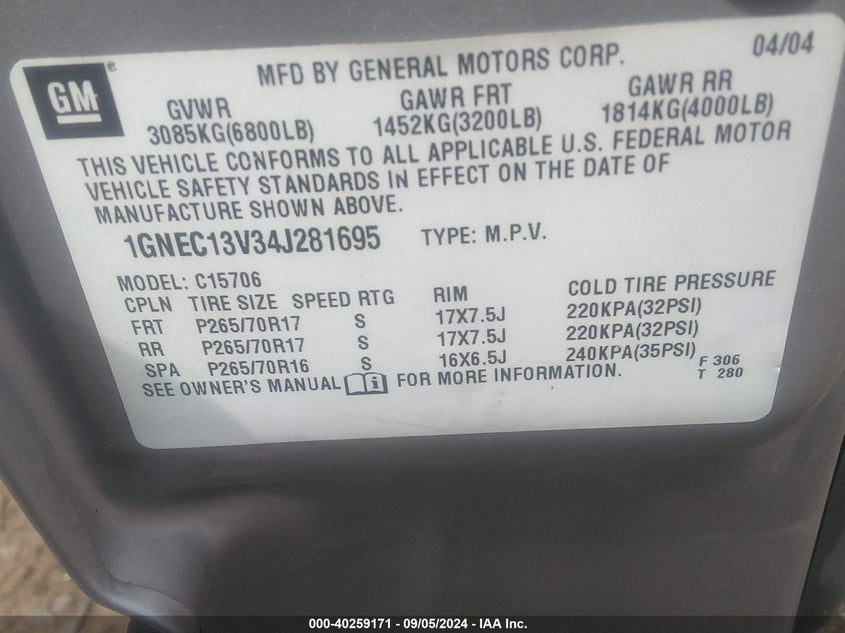 GM®
MFD BY GENERAL MOTORS CORP. 04/04
GVWR GAWR FRT GAWR RR
3085KG(6800LB) 1452KG(3200LB) 1814KG(4000LB)
THIS VEHICLE CONFORMS TO ALL APPLICABLE U.S. FEDERAL MOTOR
VEHICLE SAFETY STANDARDS IN EFFECT ON THE DATE OF
MANUFACTURE SHOWN ABOVE.
1GNEC13V34J281695 TYPE: M.P.V.
MODEL: C15706
CPLN TIRE SIZE SPEED RTG RIM COLD TIRE PRESSURE
FRT P265/70R17 S 17X7.5J 220KPA(32PSI)
RR P265/70R17 S 17X7.5J 220KPA(32PSI)
SPA P265/70R16 S 16X6.5J 240KPA(35PSI) F 306
SEE OWNER'S MANUAL FOR MORE INFORMATION. T 280
000-40259171 - 09/05/2024 - IAA Inc.